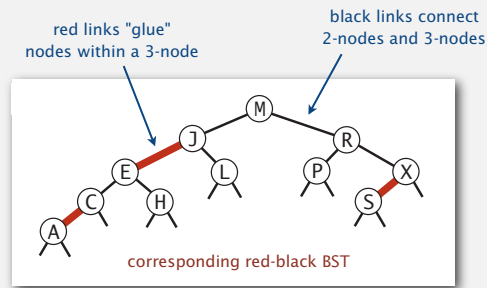 red links "glue"
nodes within a 3-node
black links connect
2-nodes and 3-nodes
M
J
R
E
L
P
X
C
H
S
A
corresponding red-black BST